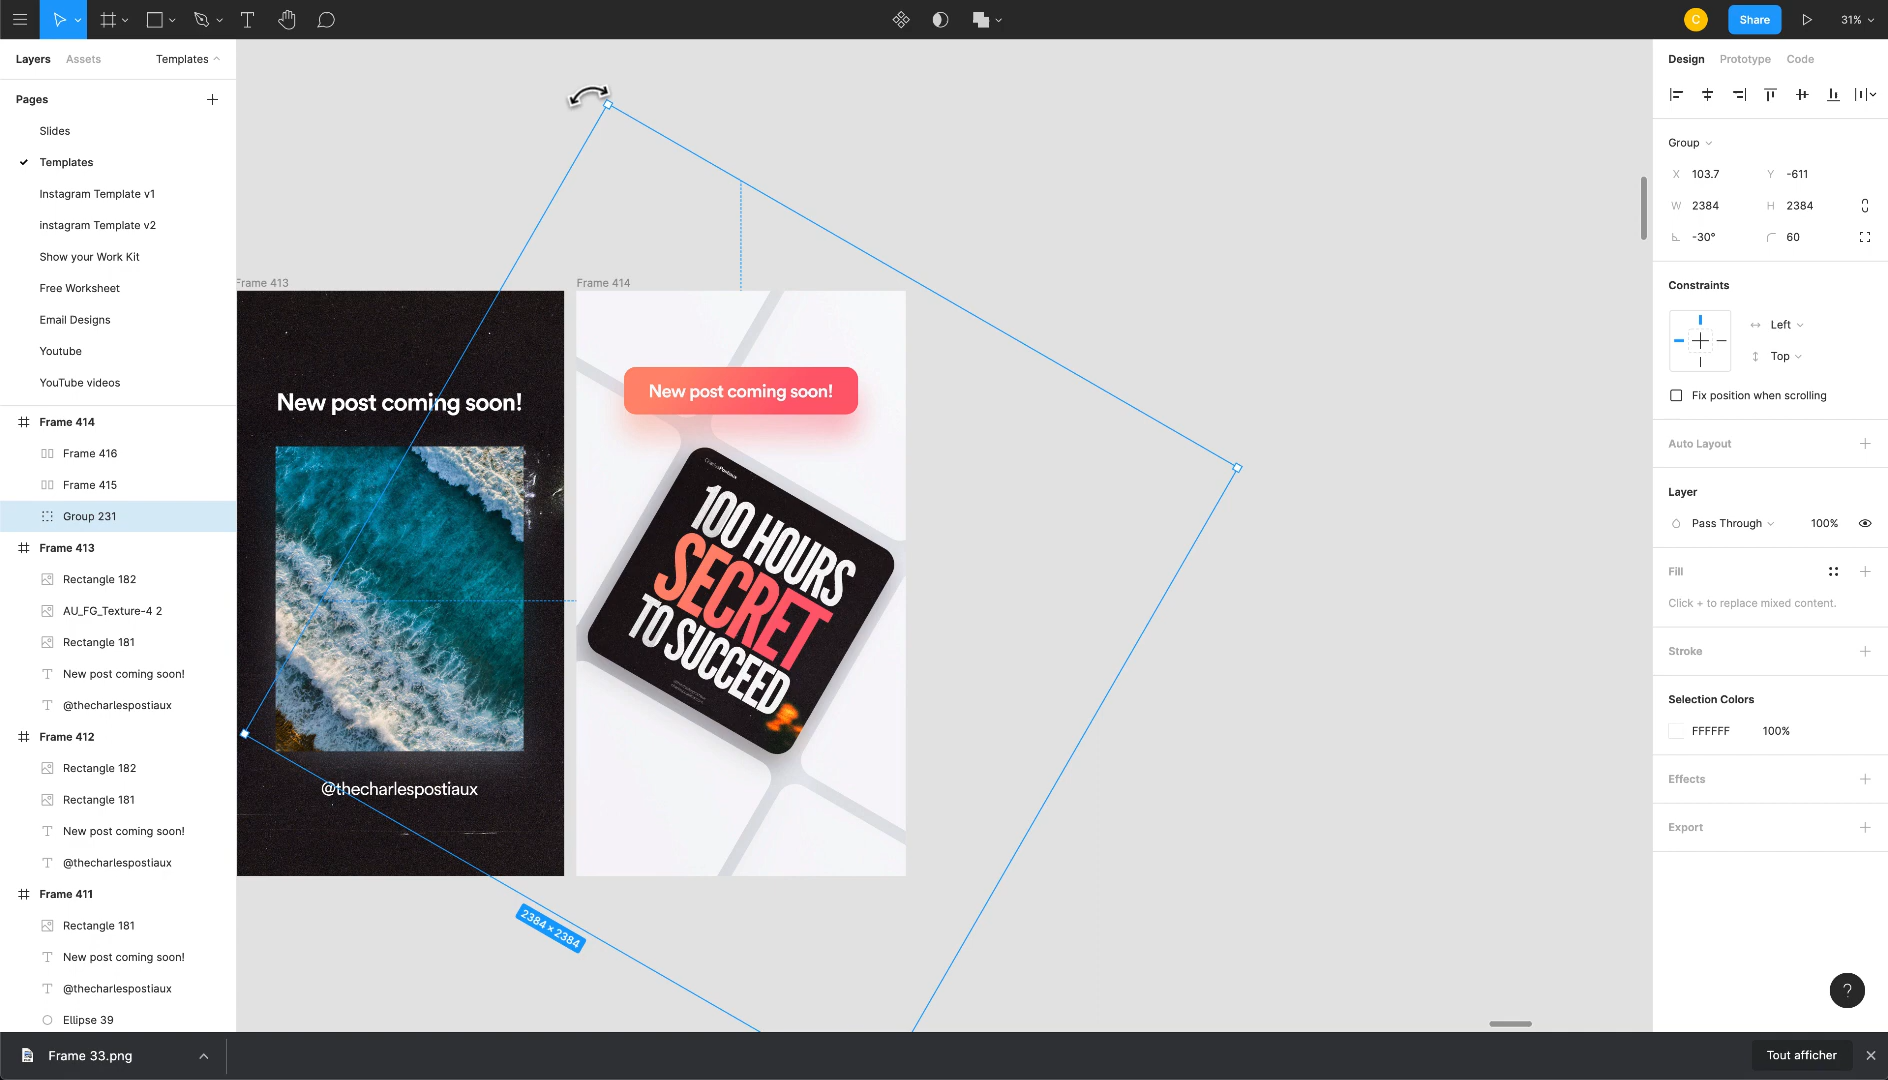 C
Share
31%
Layers
Assets
Templates
Pages
Slides
Templates
Instagram Template v1
instagram Template v2
Show your Work Kit
Free Worksheet
Email Designs
Youtube
YouTube videos
Frame 414
Frame 416
Frame 415
Group 231
Frame 413
Rectangle 182
AU_FG_Texture-4 2
Rectangle 181
New post coming soon!
@thecharlespostiaux
Frame 412
Rectangle 182
Rectangle 181
New post coming soon!
@thecharlespostiaux
Frame 411
Rectangle 181
New post coming soon!
@thecharlespostiaux
Ellipse 39
Frame 413
New post coming soon!
@thecharlespostiaux
Frame 414
New post coming soon!
100 HOURS
SECRET
TO SUCCEED
2384 × 2384
Design
Prototype
Code
Group
X 103.7 Y -611
W 2384 H 2384
-30° 60
Constraints
Left
Top
Fix position when scrolling
Auto Layout
Layer
Pass Through 100%
Fill
Click + to replace mixed content.
Stroke
Selection Colors
FFFFFF 100%
Effects
Export
?
Frame 33.png
Tout afficher